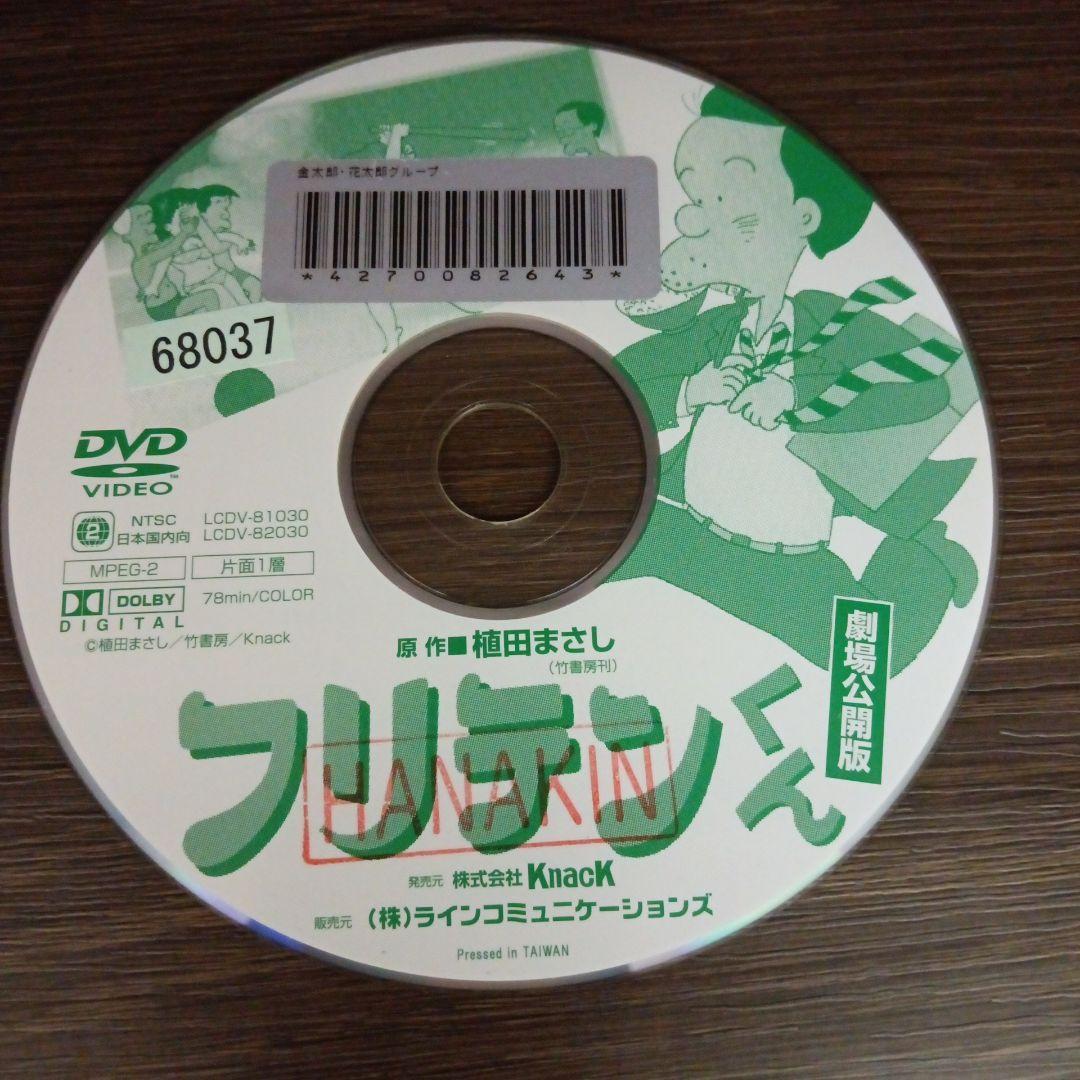 金太郎・花太郎グループ
*4270082643*
68037
DVD
VIDEO
TM
2
NTSC
日本国内向
LCDV-81030
LCDV-82030
MPEG-2
片面1層
DOLBY
DIGITAL
78min/COLOR
©植田まさし/竹書房/Knack
原作■植田まさし
(竹書房刊)
フリテンくん
劇場公開版
HANAKIN
発売元 株式会社KnacK
販売元 (株)ラインコミュニケーションズ
Pressed in TAIWAN